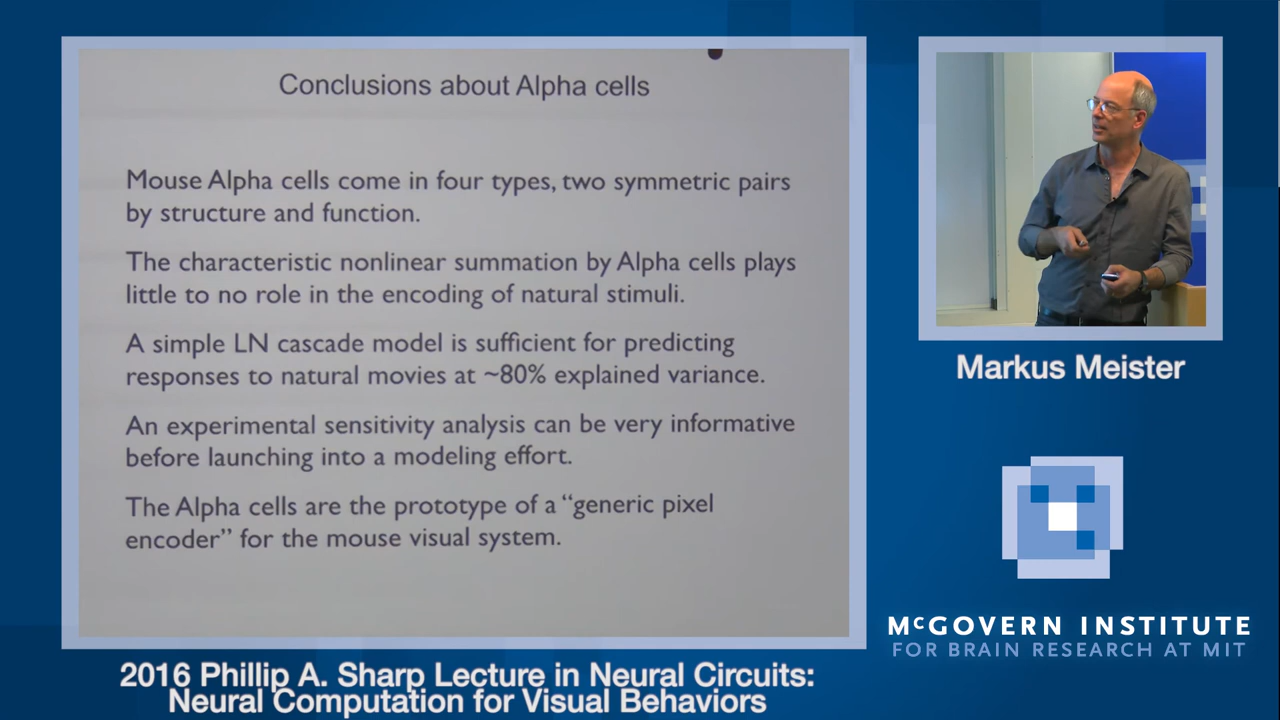 Conclusions about Alpha cells
Mouse Alpha cells come in four types, two symmetric pairs
by structure and function.
The characteristic nonlinear summation by Alpha cells plays
little to no role in the encoding of natural stimuli.
A simple LN cascade model is sufficient for predicting
responses to natural movies at ~80% explained variance.
An experimental sensitivity analysis can be very informative
before launching into a modeling effort.
The Alpha cells are the prototype of a “generic pixel
encoder” for the mouse visual system.
Markus Meister
McGOVERN INSTITUTE
FOR BRAIN RESEARCH AT MIT
2016 Phillip A. Sharp Lecture in Neural Circuits:
Neural Computation for Visual Behaviors